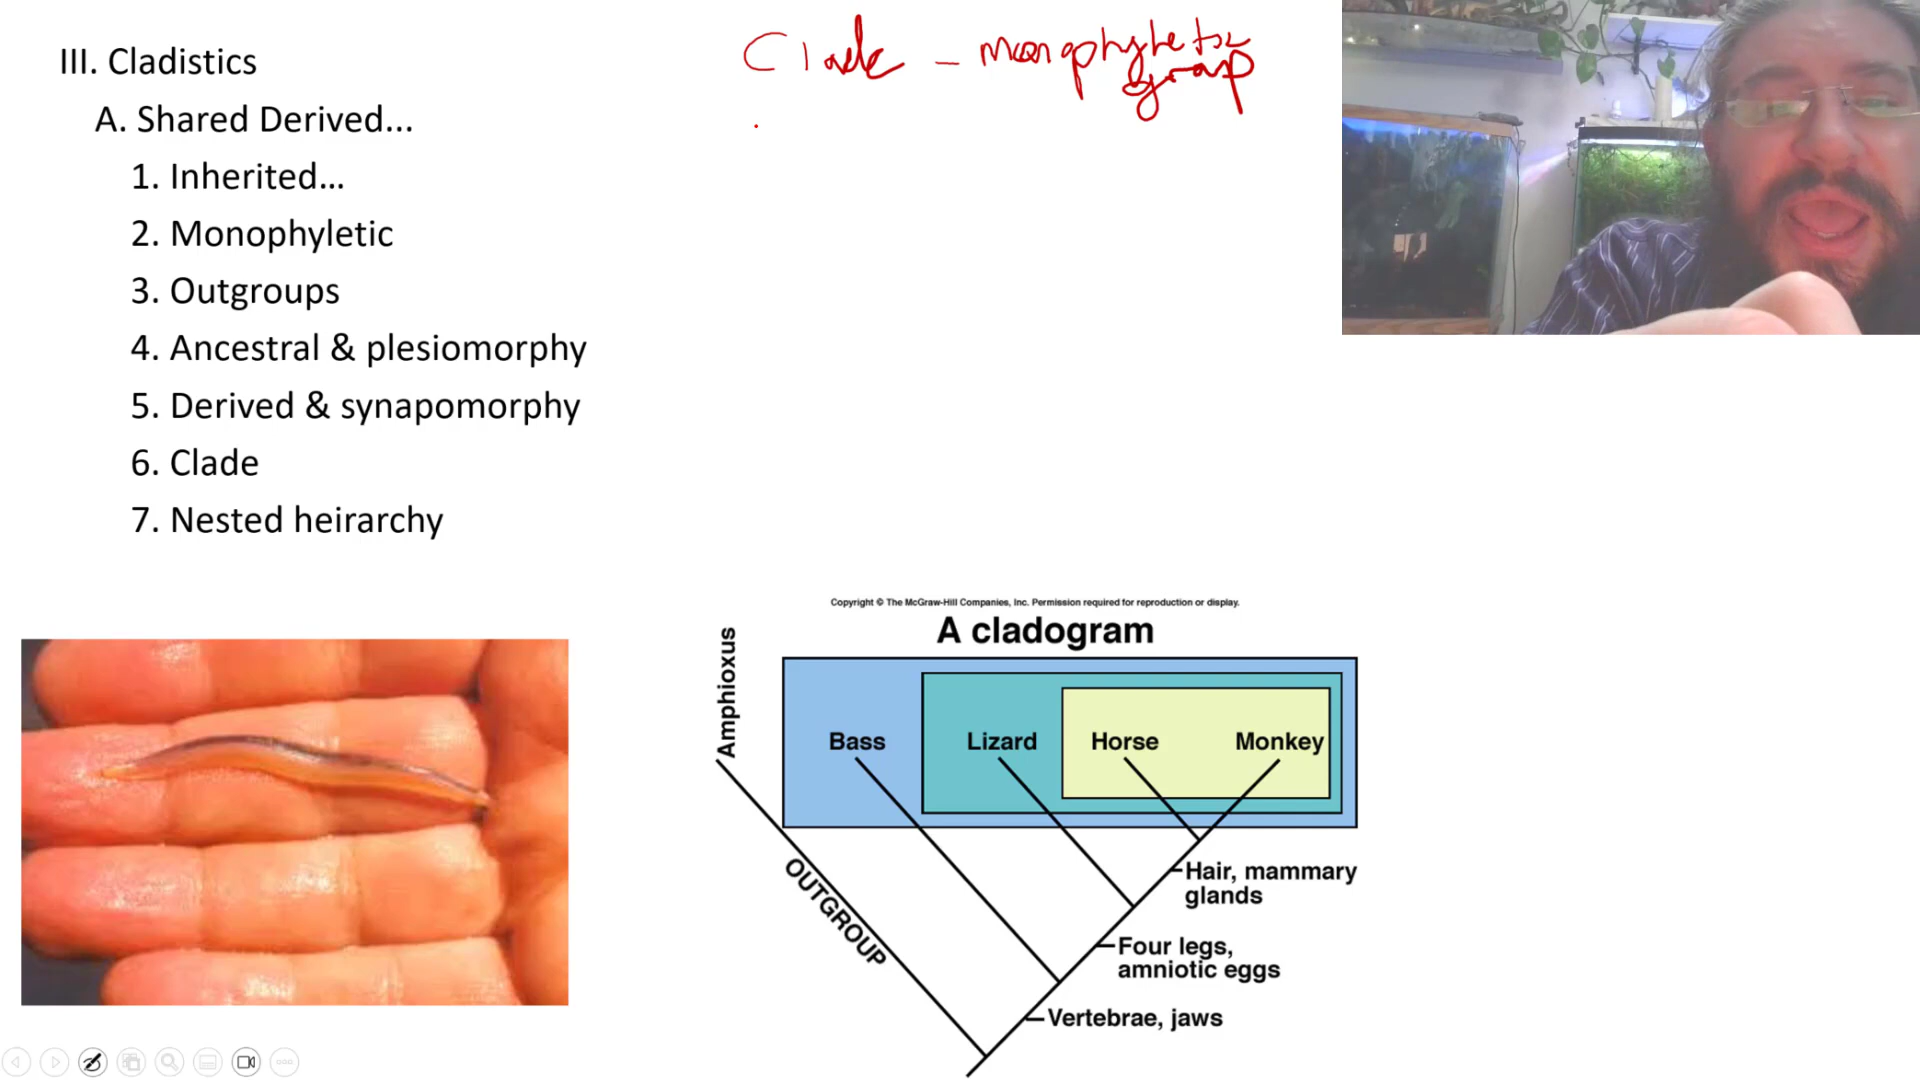 III. Cladistics
A. Shared Derived...
1. Inherited...
2. Monophyletic
3. Outgroups
4. Ancestral & plesiomorphy
5. Derived & synapomorphy
6. Clade
7. Nested heirarchy
Clade - monophyletic
group
Copyright © The McGraw-Hill Companies, Inc. Permission required for reproduction or display.
A cladogram
Amphioxus
Bass
Lizard
Horse
Monkey
OUTGROUP
Hair, mammary
glands
Four legs,
amniotic eggs
Vertebrae, jaws